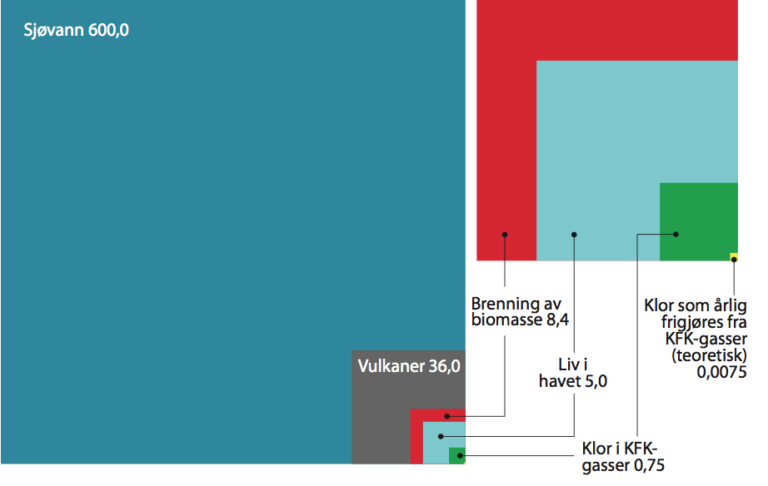 Sjøvann 600,0
Vulkaner 36,0
Brenning av
biomasse 8,4
Liv i
havet 5,0
Klor i KFK-
gasser 0,75
Klor som årlig
frigjøres fra
KFK-gasser
(teoretisk)
0,0075